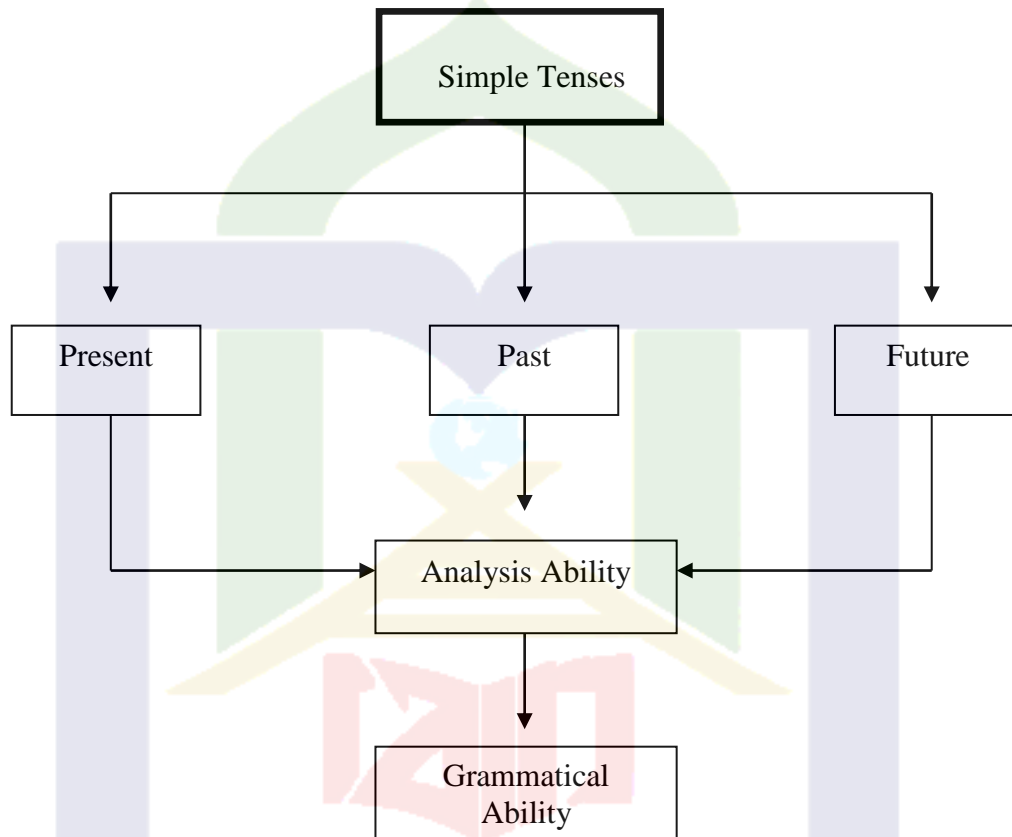 Simple Tenses
Present
Past
Future
Analysis Ability
Grammatical
Ability